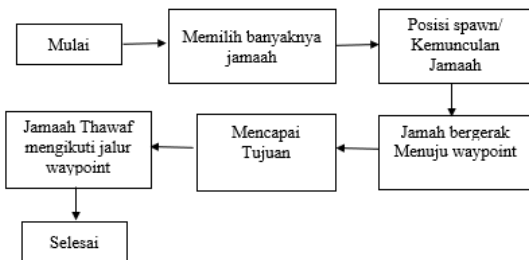 Mulai
Memilih banyaknya
jamaah
Posisi spawn/
Kemunculan
Jamaah
Jamah bergerak
Menuju waypoint
Mencapai
Tujuan
Jamaah Thawaf
mengikuti jalur
waypoint
Selesai